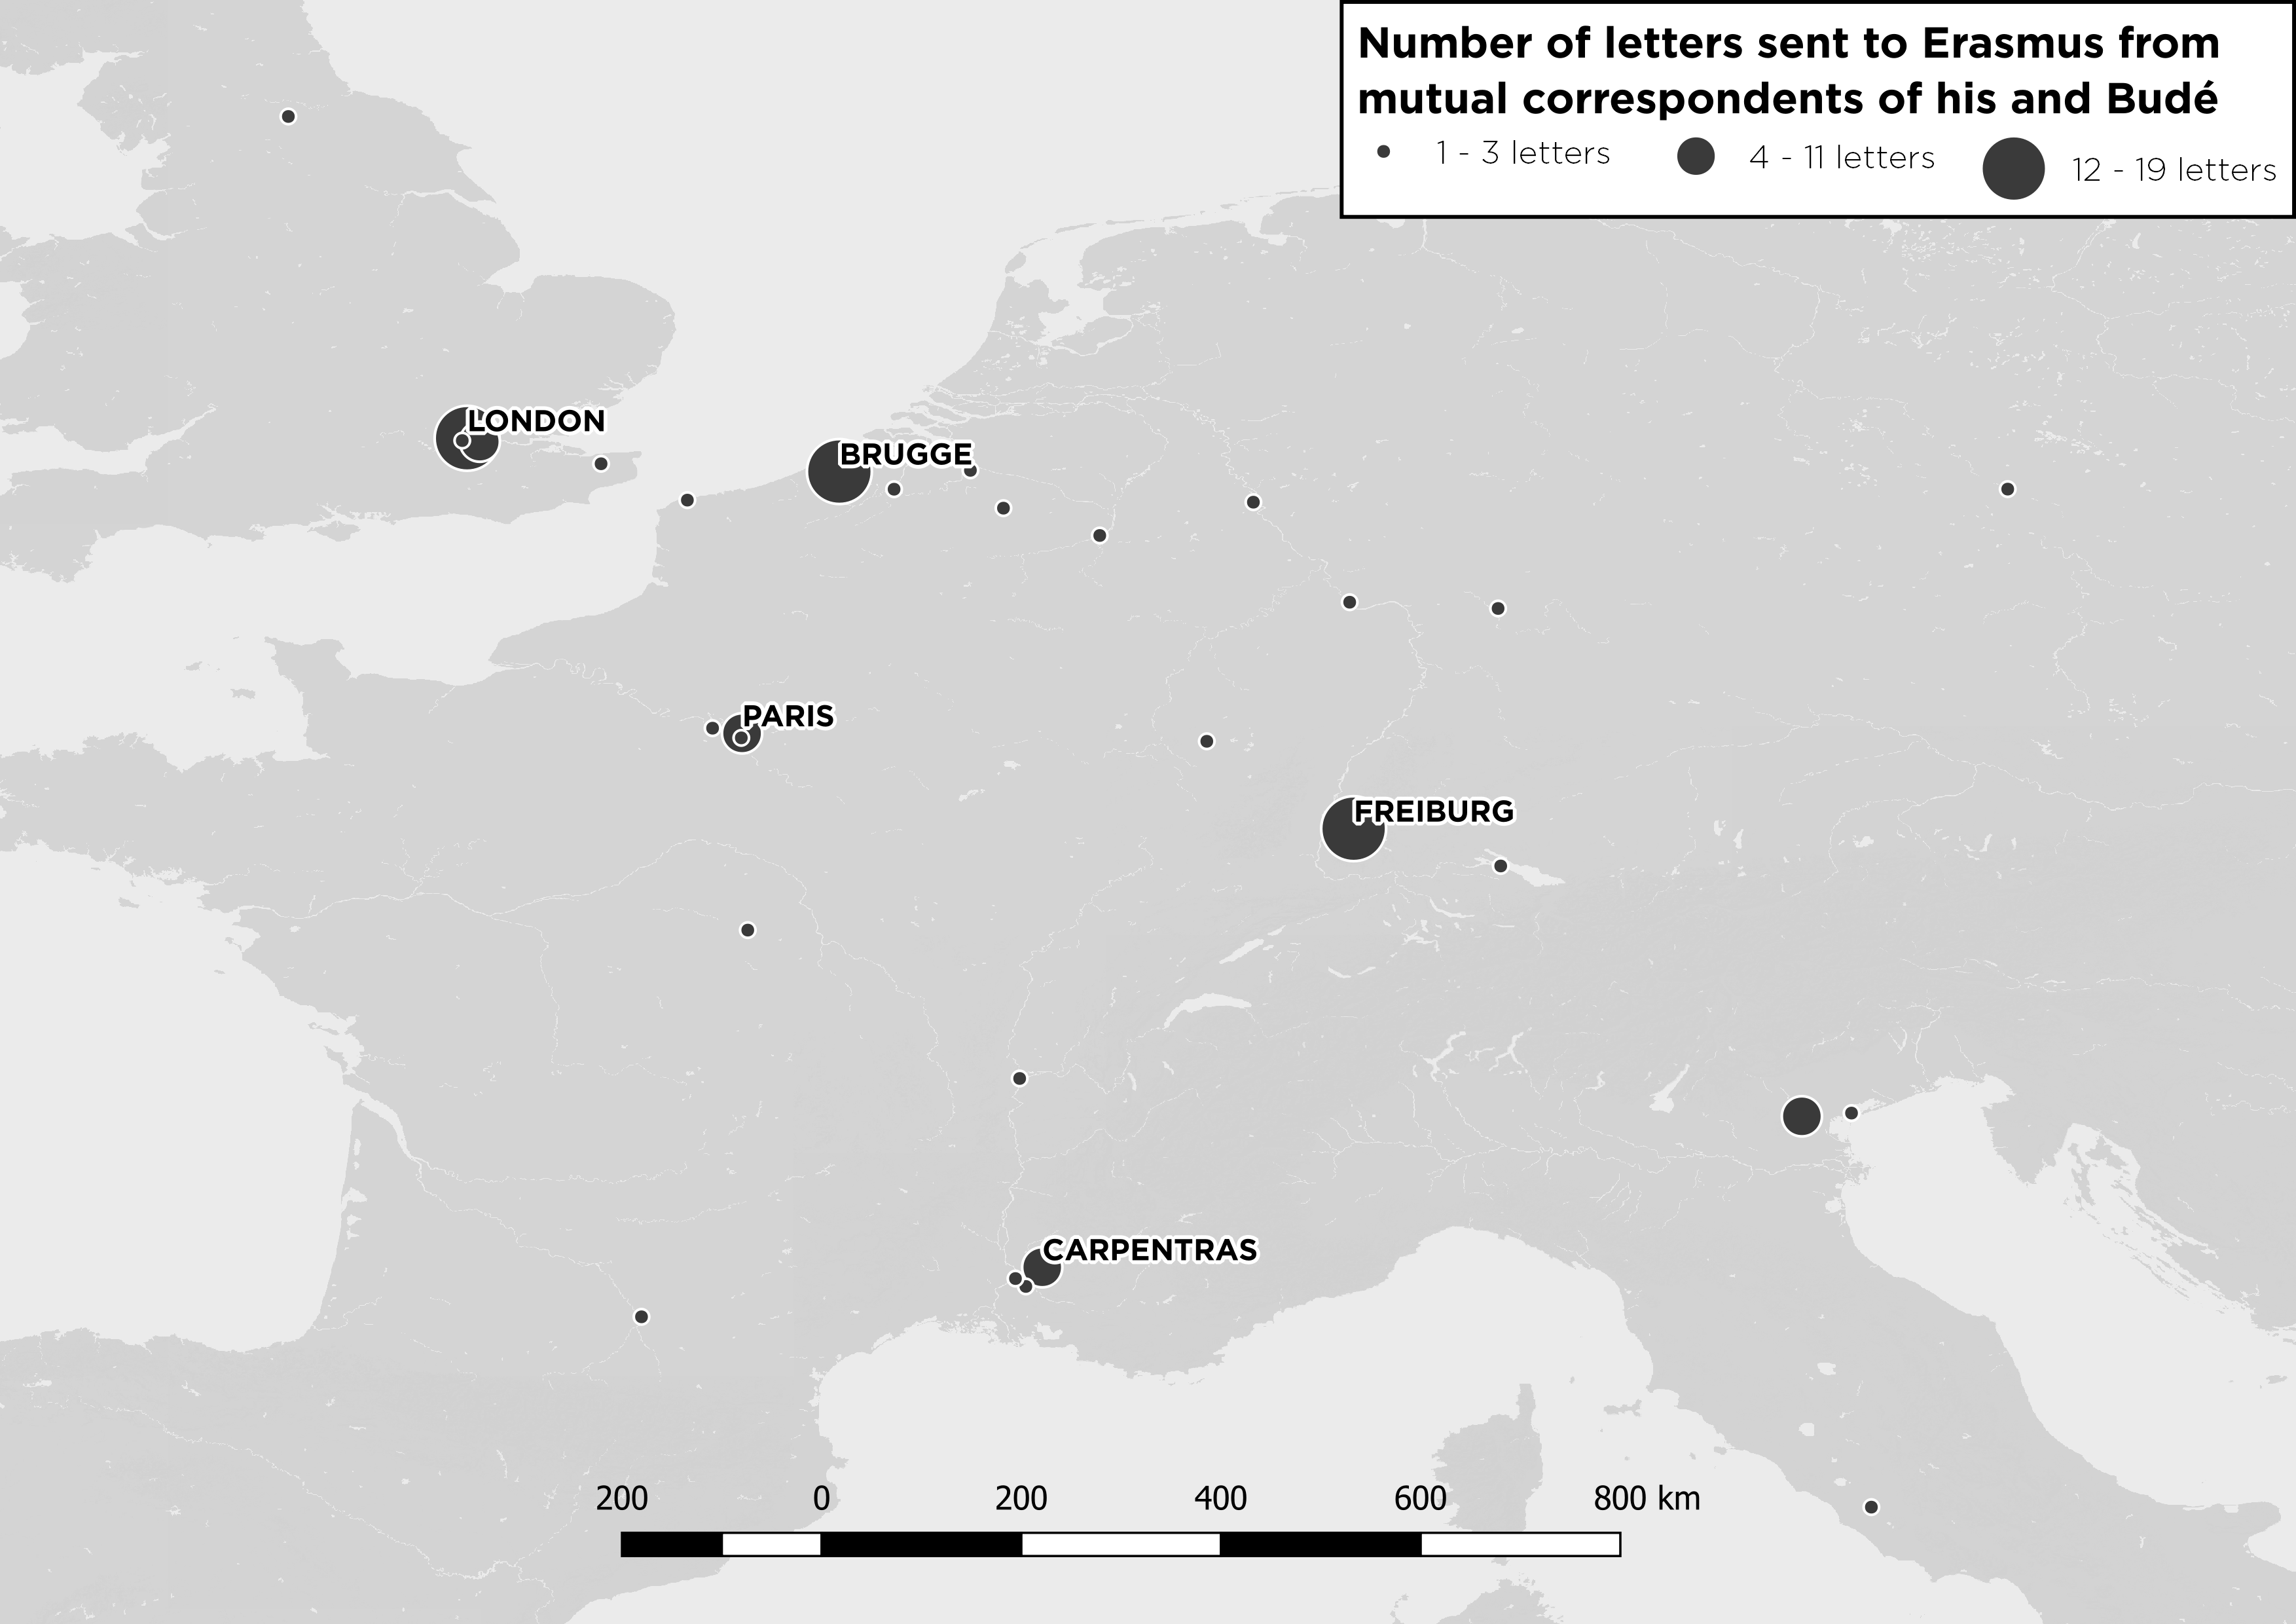 Number of letters sent to Erasmus from
mutual correspondents of his and Budé
1 - 3 letters 4 - 11 letters 12 - 19 letters
LONDON
BRUGGE
PARIS
FREIBURG
CARPENTRAS
200 0 200 400 600 800 km